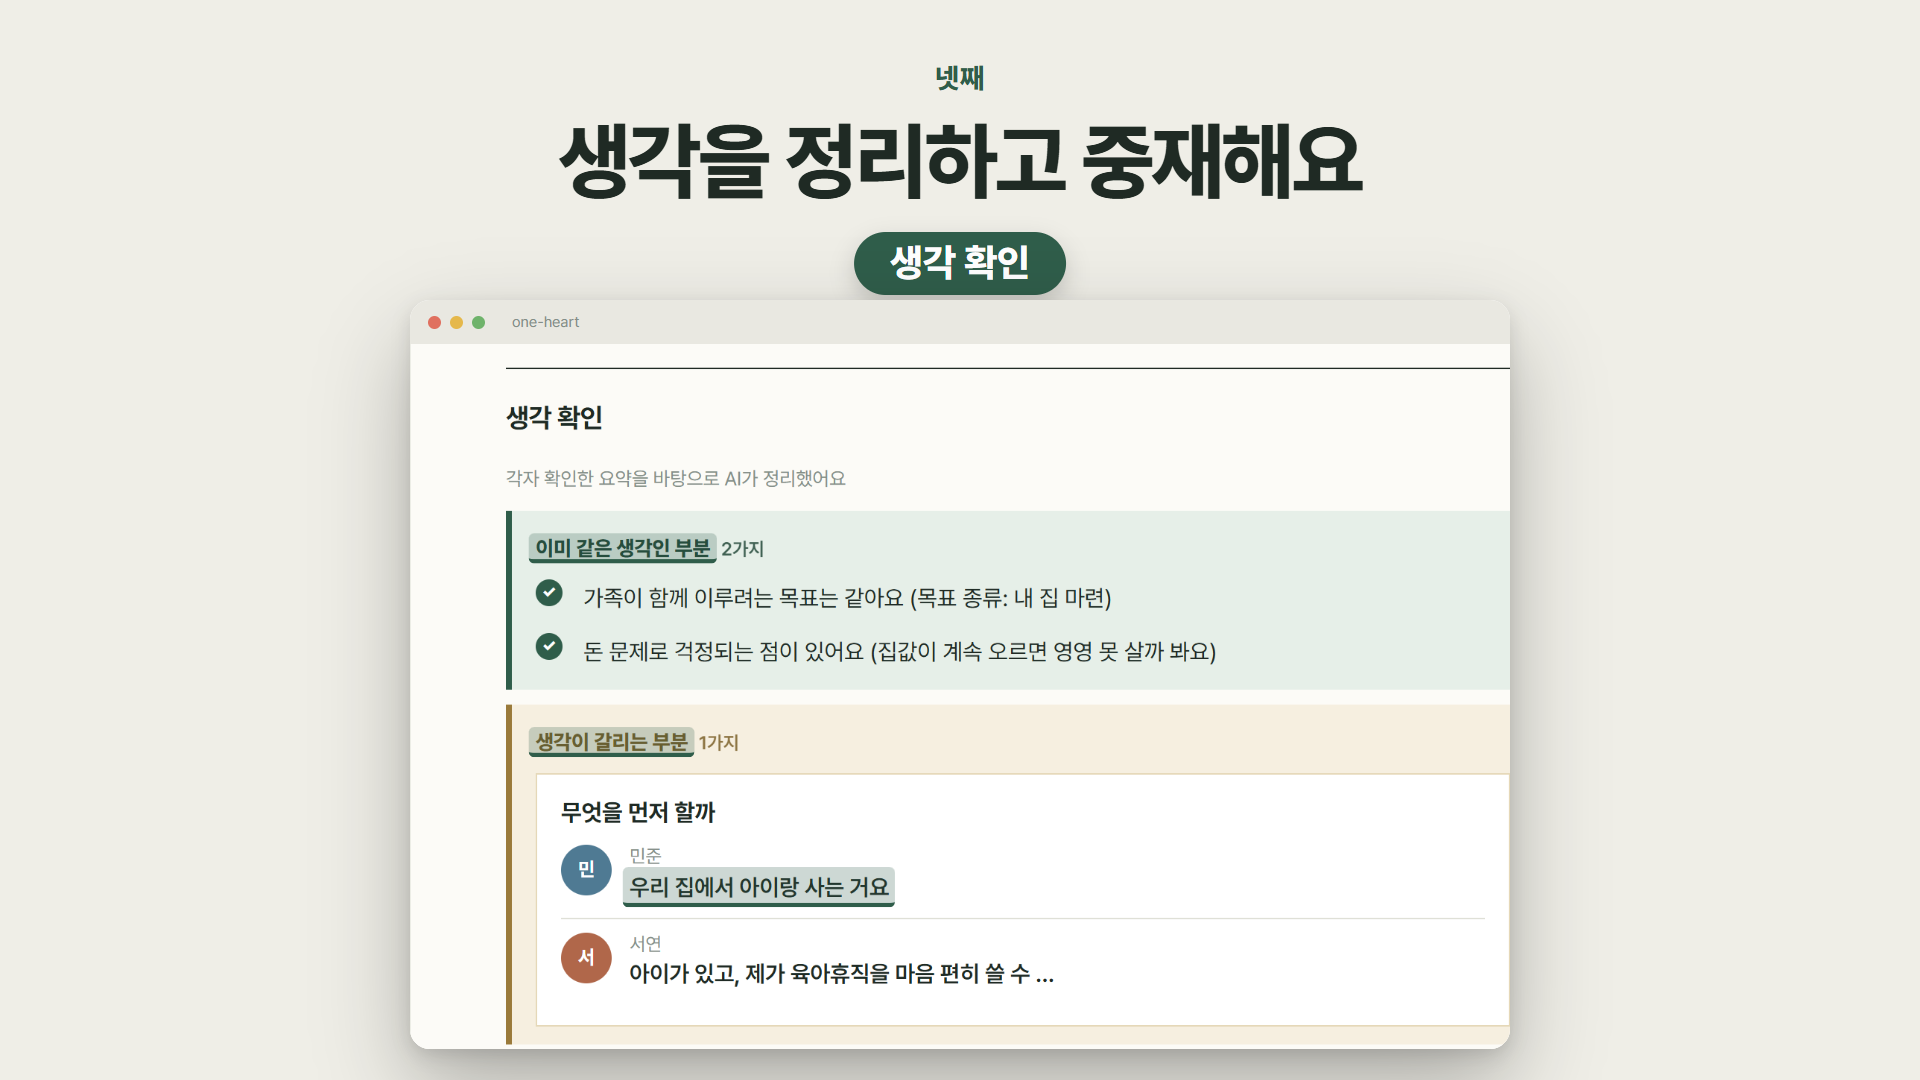 넷째
생각을 정리하고 중재해요
생각 확인
one-heart
생각 확인
각자 확인한 요약을 바탕으로 AI가 정리했어요
이미 같은 생각인 부분 2가지
가족이 함께 이루려는 목표는 같아요 (목표 종류: 내 집 마련)
돈 문제로 걱정되는 점이 있어요 (집값이 계속 오르면 영영 못 살까 봐요)
생각이 갈리는 부분 1가지
무엇을 먼저 할까
민준
민
우리 집에서 아이랑 사는 거요
서연
서
아이가 있고, 제가 육아휴직을 마음 편히 쓸 수 ...